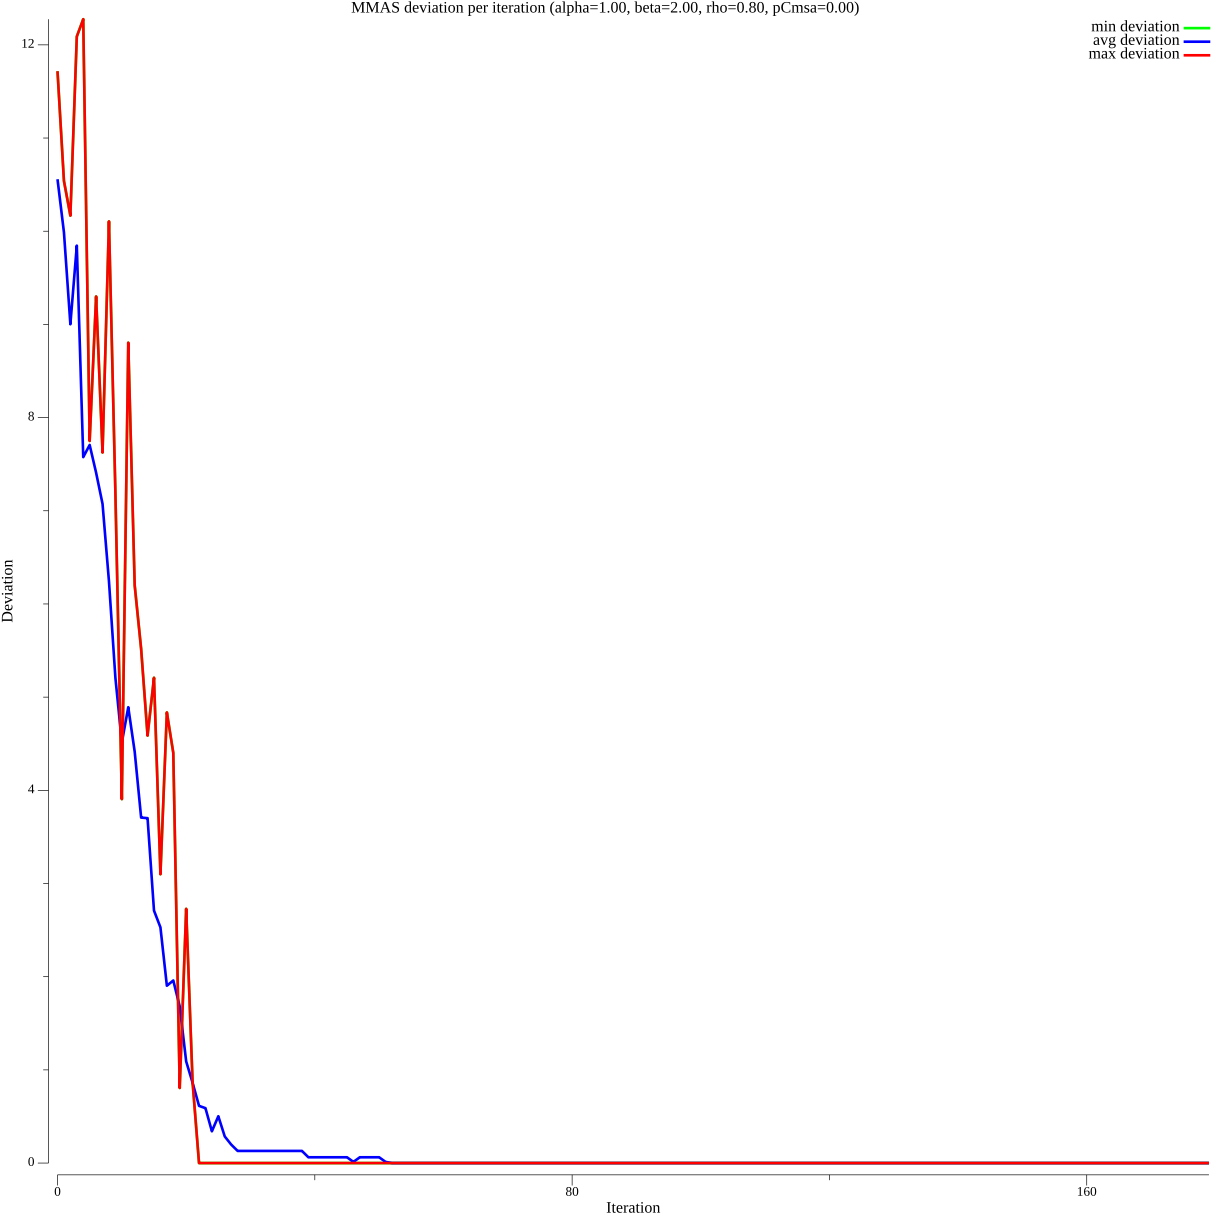 MMAS deviation per iteration (alpha=1.00, beta=2.00, rho=0.80, pCmsa=0.00)
min deviation
avg deviation
max deviation
12
8
4
0
Deviation
0
80
160
Iteration